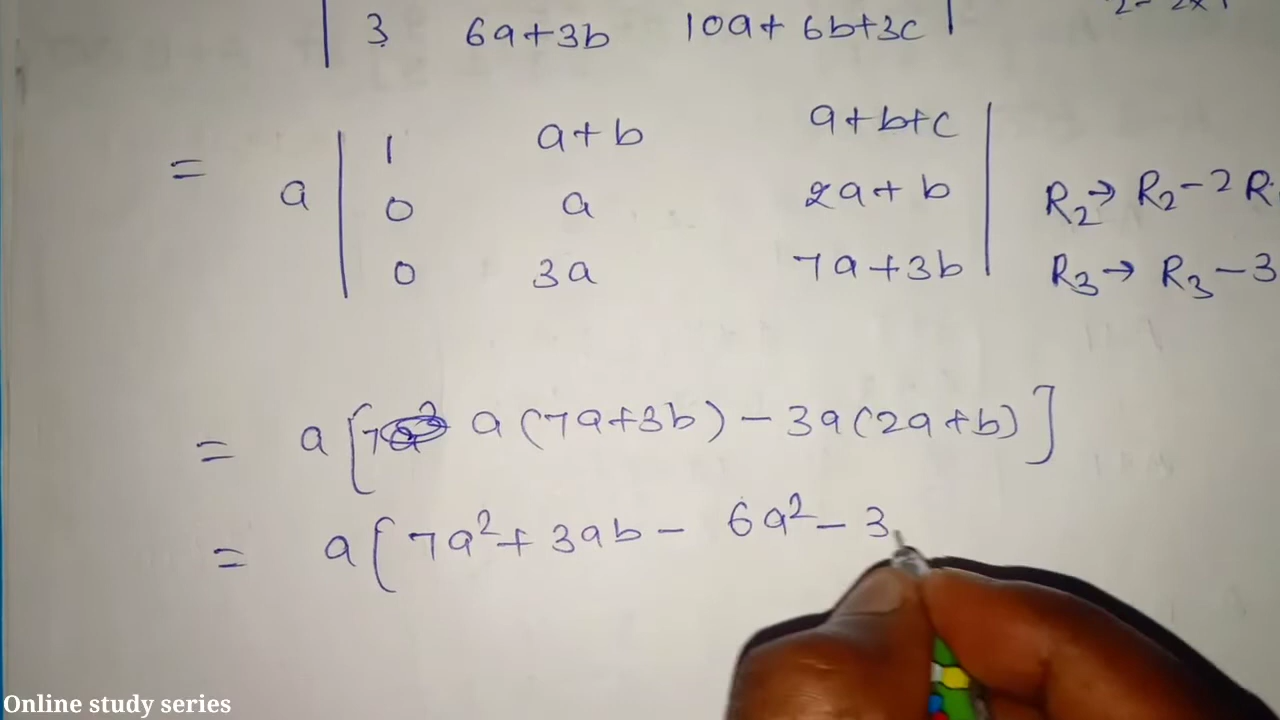 | 3 6a+3b 10a+6b+3c |
1 a+b a+b+c
= a | 0 a 2a+b | R₂→ R₂-2R
0 3a 7a+3b R₃→ R₃-3
= a[ a(7a+3b) - 3a(2a+b)]
= a[ 7a²+3ab - 6a² - 3
Online study series